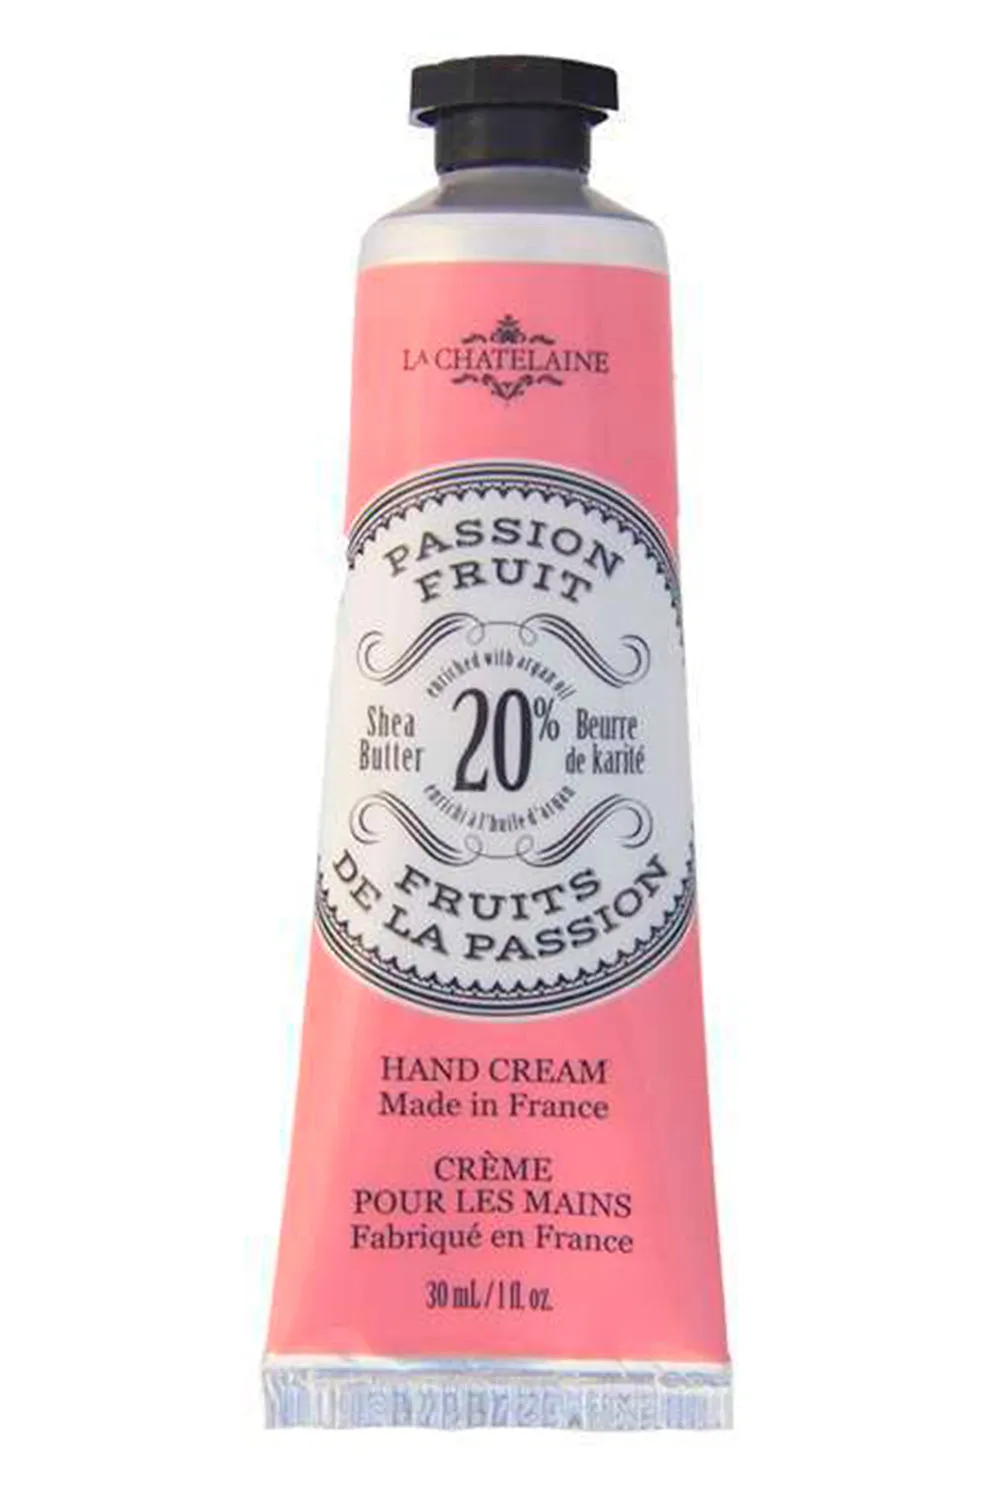 LA CHATELAINE
PASSION
FRUIT
enriched with argan oil
Shea
Butter
20%
Beurre
de karité
enrichi à l'huile d'argan
FRUITS
DE LA PASSION
HAND CREAM
Made in France
CRÈME
POUR LES MAINS
Fabriqué en France
30 mL / 1 fl. oz.